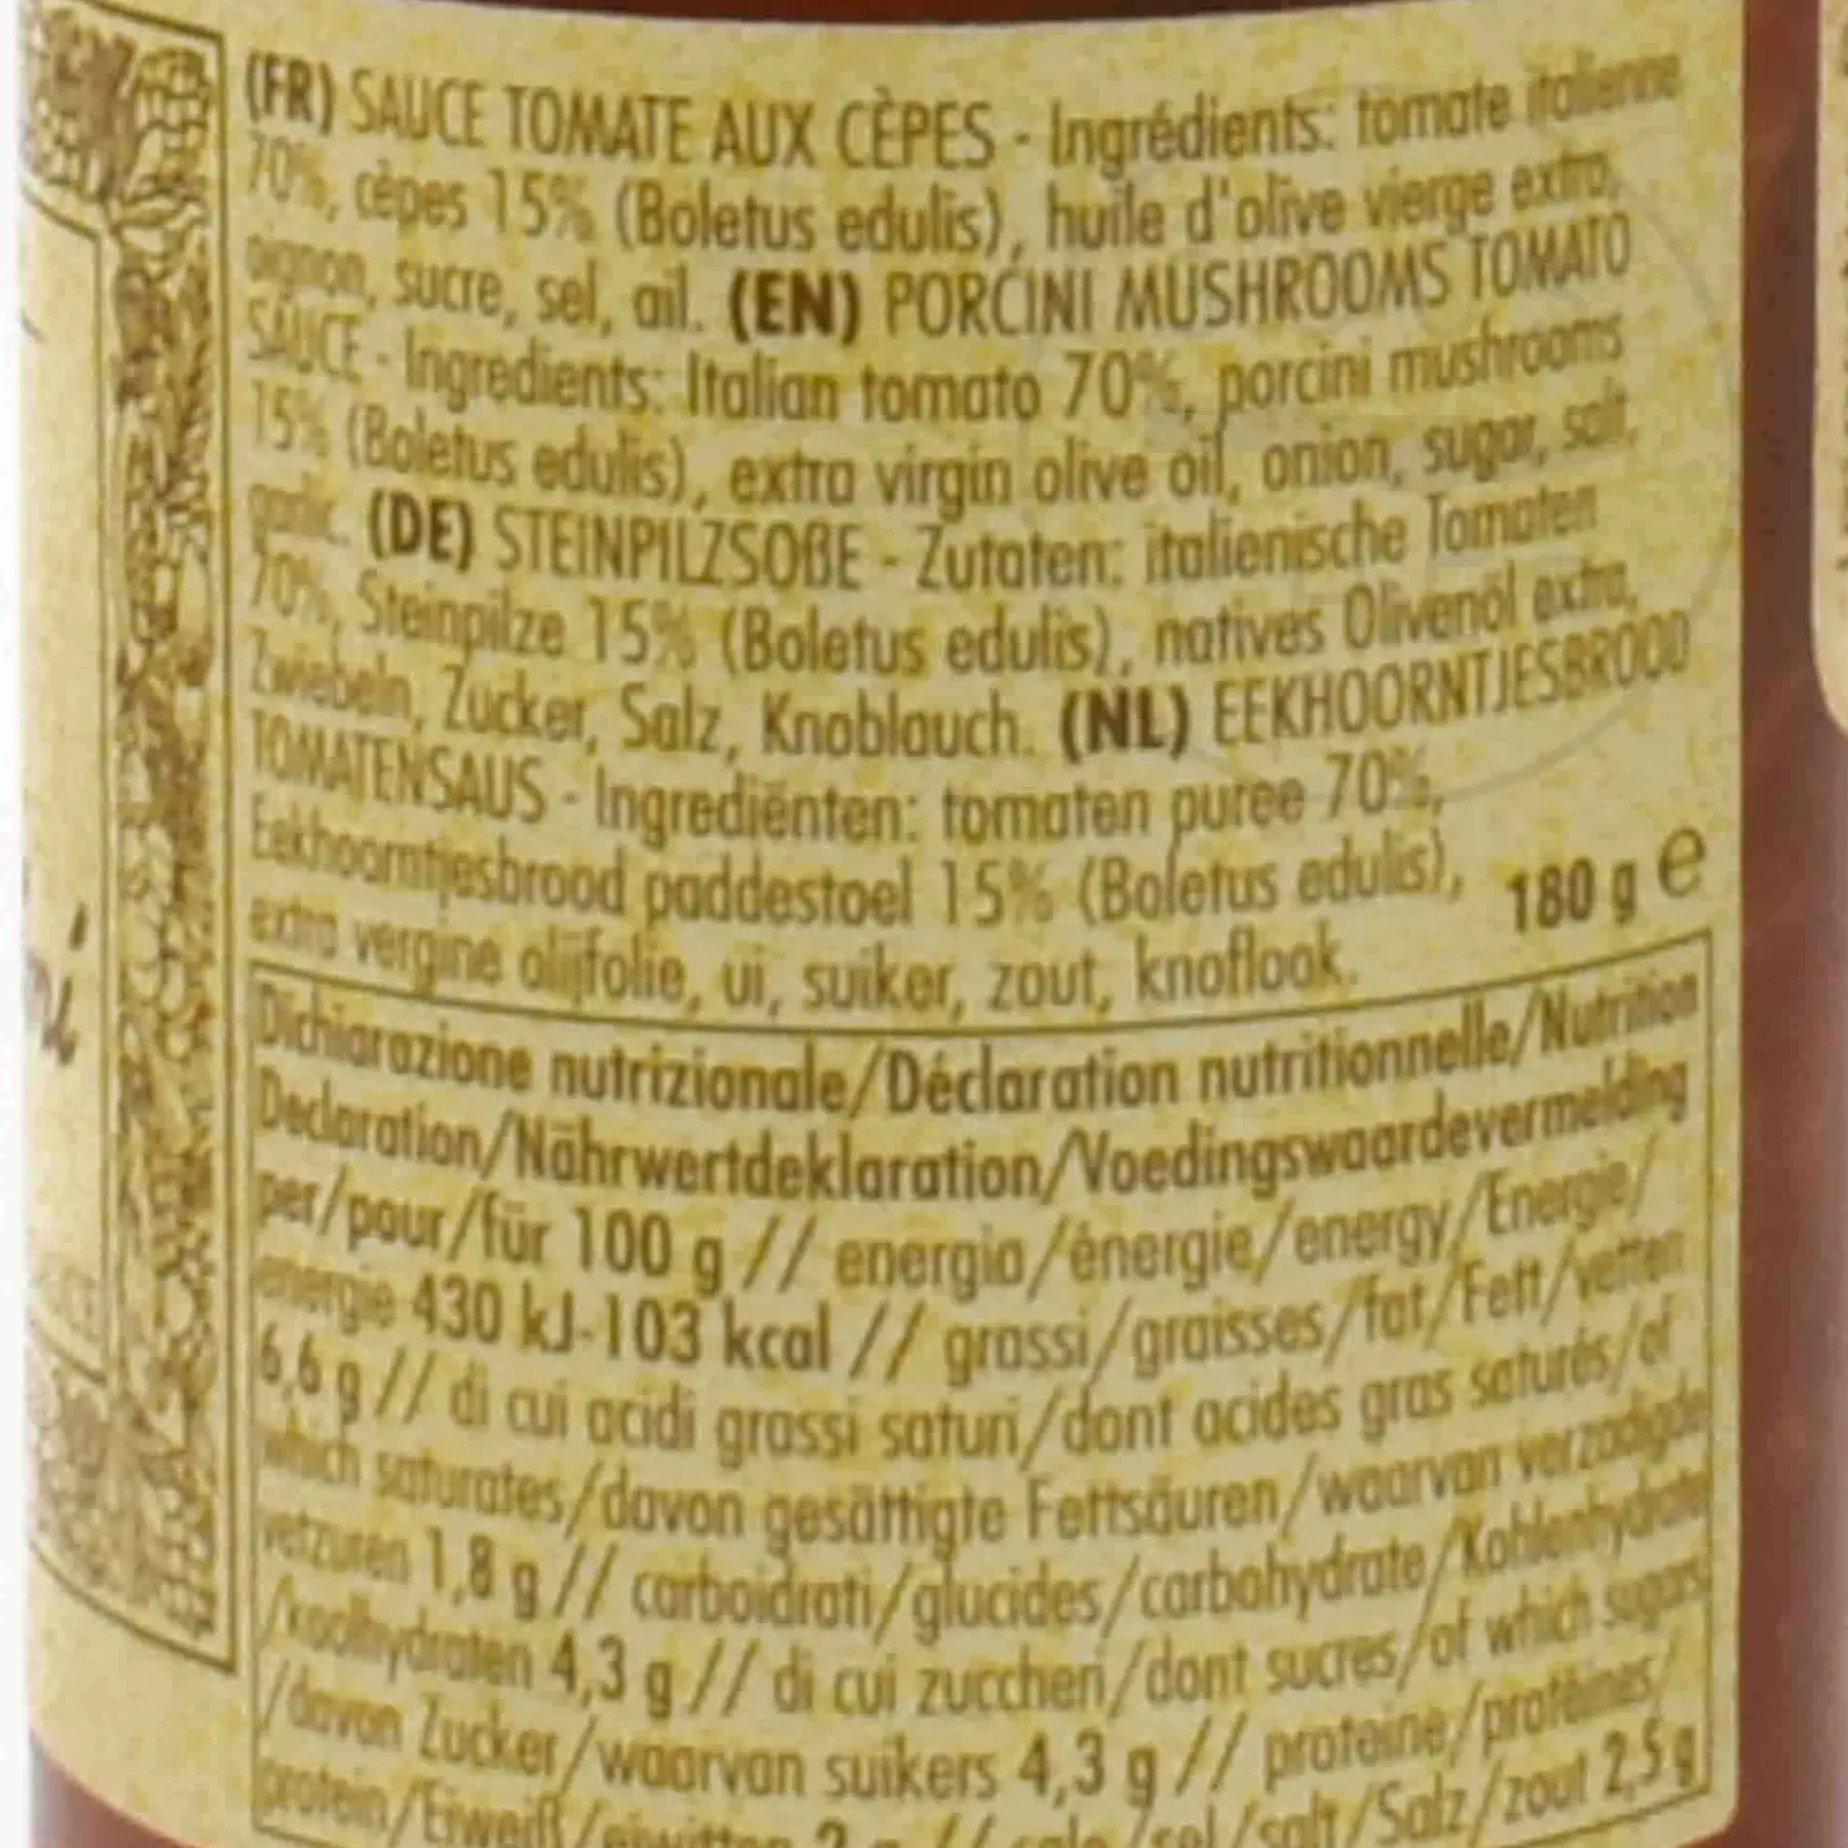 (FR) SAUCE TOMATE AUX CÈPES - Ingrédients: tomate italienne
70%, cèpes 15% (Boletus edulis), huile d'olive vierge extra,
oignon, sucre, sel, ail. (EN) PORCINI MUSHROOMS TOMATO
SAUCE - Ingredients: Italian tomato 70%, porcini mushrooms
15% (Boletus edulis), extra virgin olive oil, onion, sugar, salt,
garlic. (DE) STEINPILZSOßE - Zutaten: italienische Tomaten
70%, Steinpilze 15% (Boletus edulis), natives Olivenöl extra,
Zwiebeln, Zucker, Salz, Knoblauch. (NL) EEKHOORNTJESBROOD
TOMATENSAUS - Ingrediënten: tomaten puree 70%,
Eekhoorntjesbrood paddestoel 15% (Boletus edulis),
extra vergine olijfolie, ui, suiker, zout, knoflook.
180 g e
Dichiarazione nutrizionale/Déclaration nutritionnelle/Nutrition
Declaration/Nährwertdeklaration/Voedingswaardevermelding
per/pour/für 100 g // energia/énergie/energy/Energie/
energie 430 kJ-103 kcal // grassi/graisses/fat/Fett/vetten
6,6 g // di cui acidi grassi saturi/dont acides gras saturés/of
which saturates/davon gesättigte Fettsäuren/waarvan verzadigde
vetzuren 1,8 g // carboidrati/glucides/carbohydrate/Kohlenhydrate
/koolhydraten 4,3 g // di cui zuccheri/dont sucres/of which sugars
/davon Zucker/waarvan suikers 4,3 g // proteine/protéines/
protein/Eiweiß/eiwitten 2 g // sale/sel/salt/Salz/zout 2,5 g